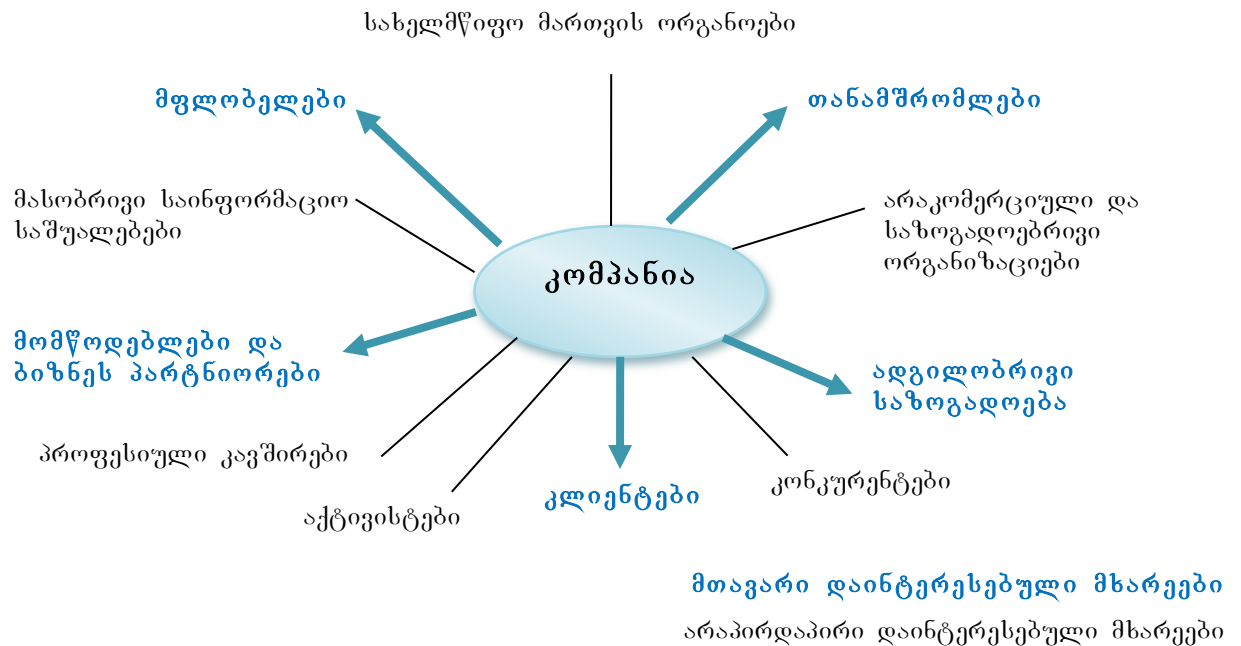 სახელმწიფო მართვის ორგანოები
მფლობელები
თანამშრომლები
მასობრივი საინფორმაციო
საშუალებები
არაკომერციული და
საზოგადოებრივი
ორგანიზაციები
კომპანია
მომწოდებლები და
ბიზნეს პარტნიორები
ადგილობრივი
საზოგადოება
პროფესიული კავშირები
აქტივისტები
კლიენტები
კონკურენტები
მთავარი დაინტერესებული მხარეები
არაპირდაპირი დაინტერესებული მხარეები